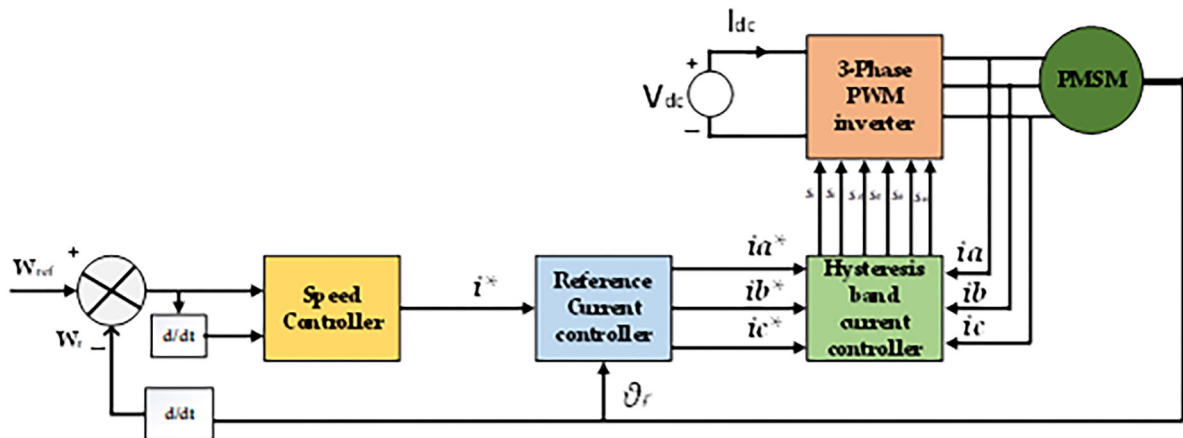 Idc
+
Vdc
−
3-Phase
PWM
inverter
PMSM
+
Wref
Wr
−
d/dt
d/dt
Speed
Controller
i*
Reference
Current
controller
ϑr
ia*
ib*
ic*
Hysteresis
band
current
controller
ia
ib
ic